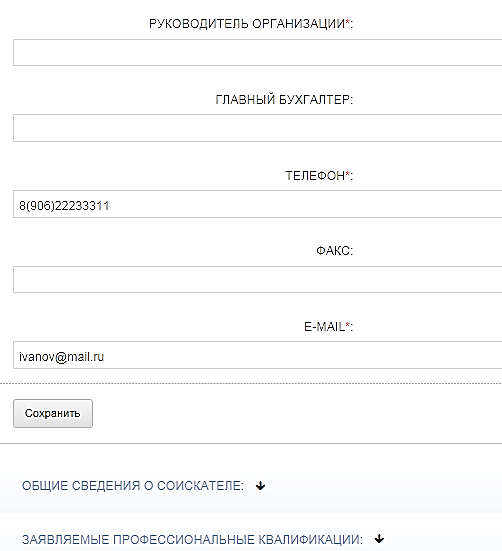 РУКОВОДИТЕЛЬ ОРГАНИЗАЦИИ*:
ГЛАВНЫЙ БУХГАЛТЕР:
ТЕЛЕФОН*:
8(906)22233311
ФАКС:
E-MAIL*:
ivanov@mail.ru
Сохранить
ОБЩИЕ СВЕДЕНИЯ О СОИСКАТЕЛЕ:
ЗАЯВЛЯЕМЫЕ ПРОФЕССИОНАЛЬНЫЕ КВАЛИФИКАЦИИ: